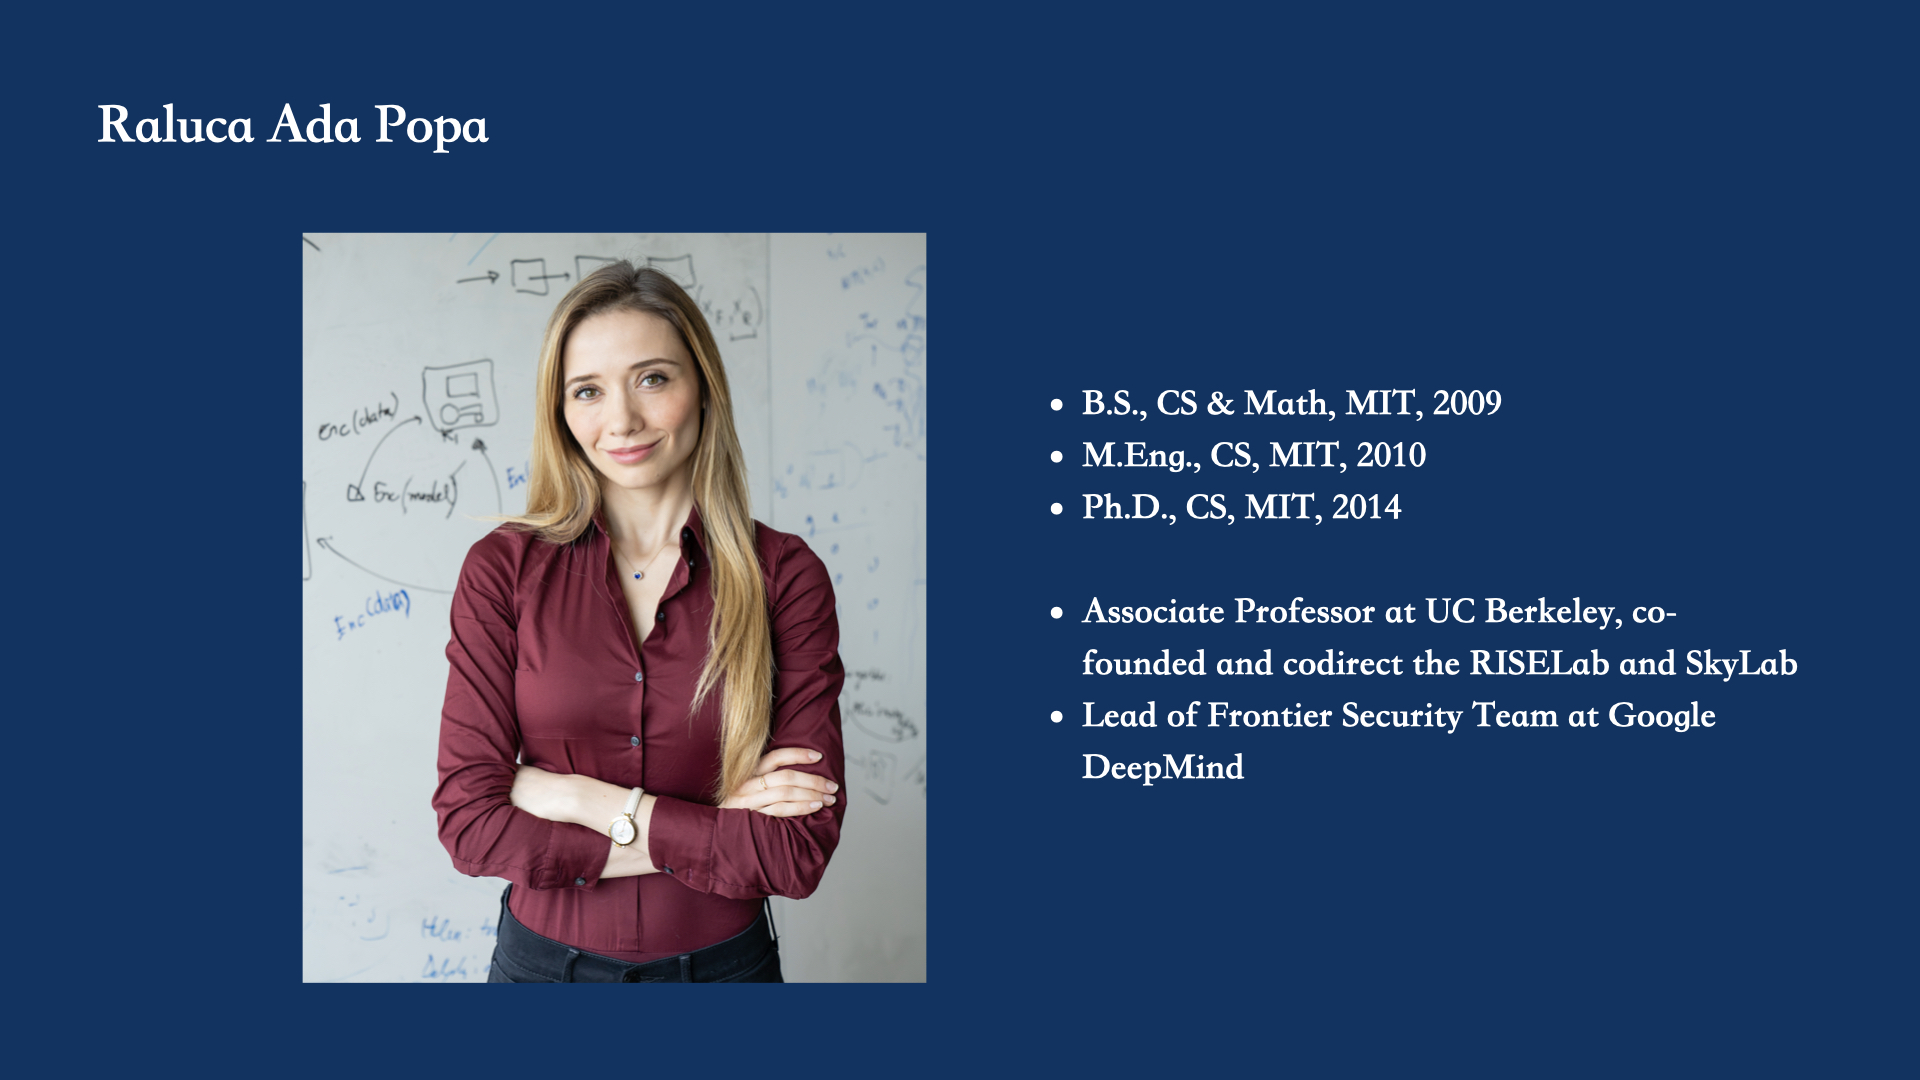 Raluca Ada Popa
Enc(data)
Enc(model)
Enc(data)
B.S., CS & Math, MIT, 2009
M.Eng., CS, MIT, 2010
Ph.D., CS, MIT, 2014
Associate Professor at UC Berkeley, co-
founded and codirect the RISELab and SkyLab
Lead of Frontier Security Team at Google
DeepMind